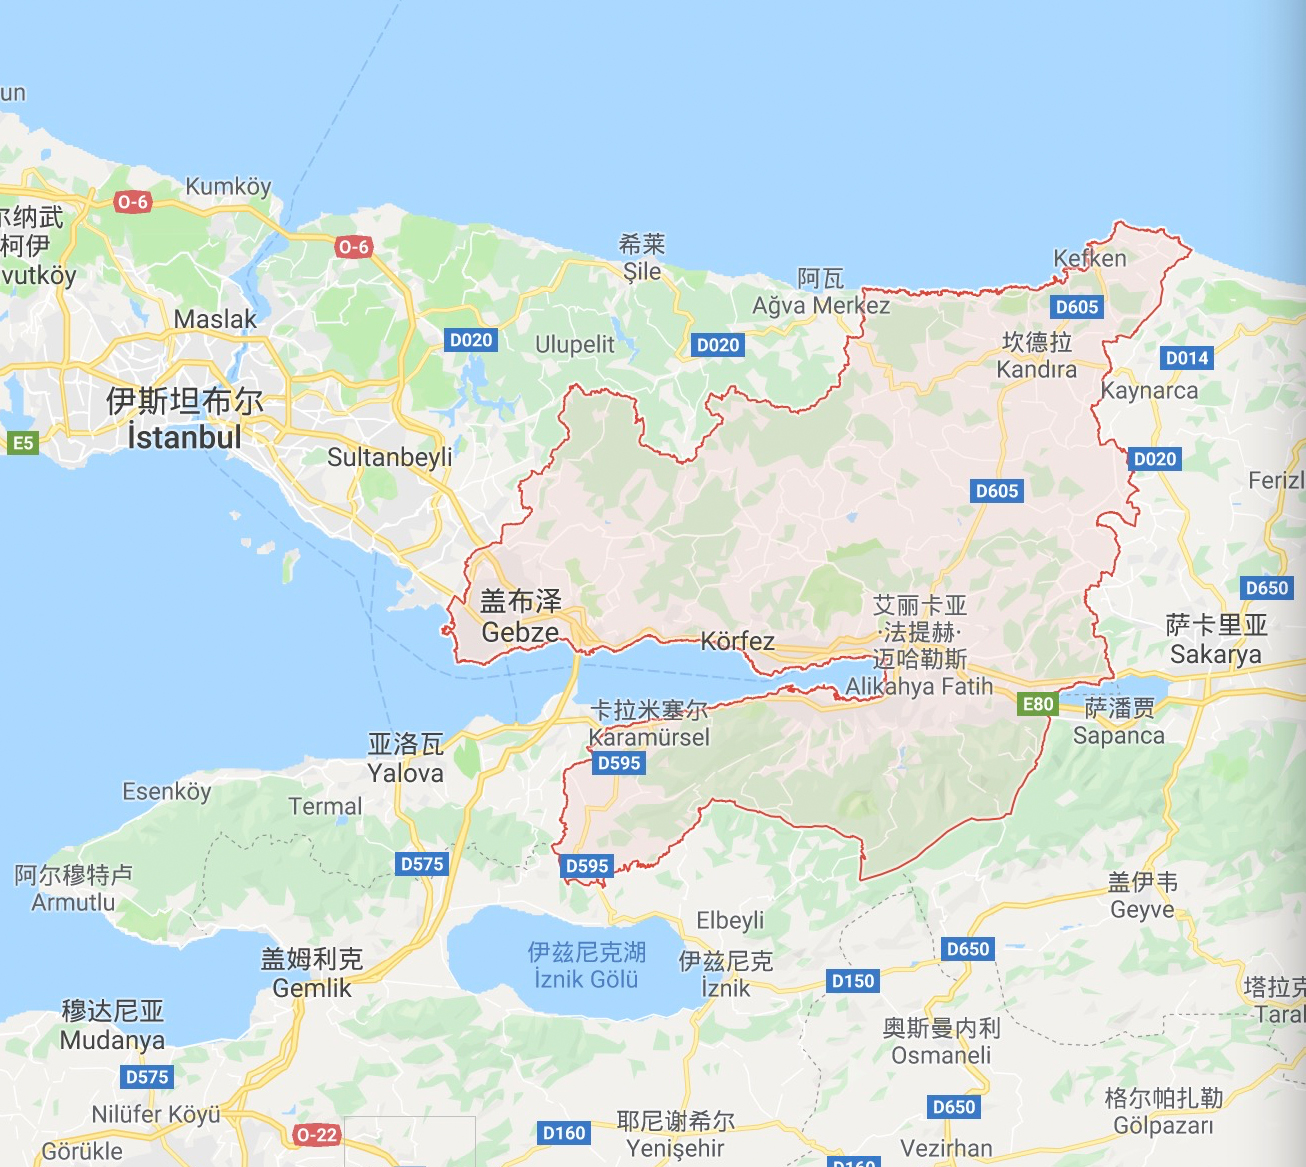 un
Kumköy
O-6
O-6
尔纳武
柯伊
vutköy
希莱
Şile
阿瓦
Ağva Merkez
Kefken
D605
Maslak
D020
Ulupelit
D020
坎德拉
Kandıra
D014
Kaynarca
伊斯坦布尔
İstanbul
E5
Sultanbeyli
D020
Ferizl
D605
D650
盖布泽
Gebze
Körfez
艾丽卡亚
·法提赫·
迈哈勒斯
Alikahya Fatih
萨卡里亚
Sakarya
E80
萨潘贾
Sapanca
卡拉米塞尔
Karamürsel
D595
亚洛瓦
Yalova
Esenköy
Termal
D575
D595
阿尔穆特卢
Armutlu
盖伊韦
Geyve
Elbeyli
D650
伊兹尼克湖
İznik Gölü
伊兹尼克
İznik
D150
盖姆利克
Gemlik
塔拉克
Taral
穆达尼亚
Mudanya
奥斯曼内利
Osmaneli
D575
Nilüfer Köyü
D650
格尔帕扎勒
Gölpazarı
O-22
D160
耶尼谢希尔
Yenişehir
Görükle
Vezirhan
D160